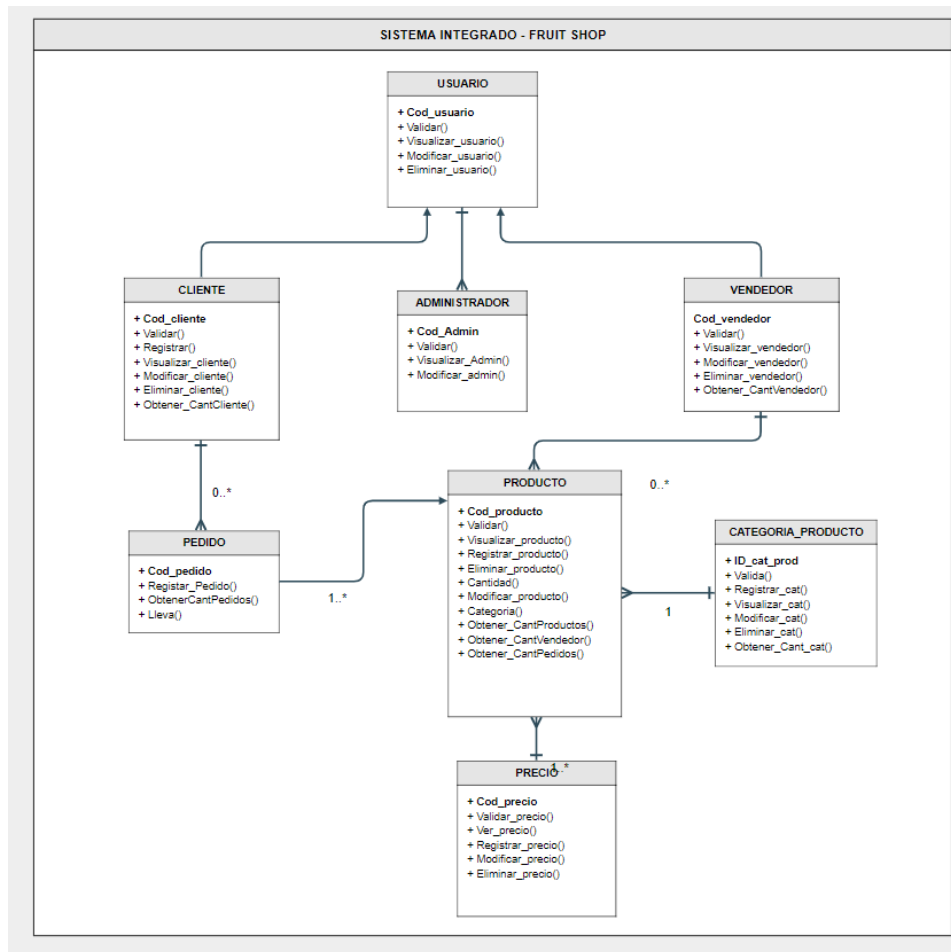 SISTEMA INTEGRADO - FRUIT SHOP
USUARIO
+ Cod_usuario
+ Validar()
+ Visualizar_usuario()
+ Modificar_usuario()
+ Eliminar_usuario()
CLIENTE
+ Cod_cliente
+ Validar()
+ Registrar()
+ Visualizar_cliente()
+ Modificar_cliente()
+ Eliminar_cliente()
+ Obtener_CantCliente()
ADMINISTRADOR
+ Cod_Admin
+ Validar()
+ Visualizar_Admin()
+ Modificar_admin()
VENDEDOR
Cod_vendedor
+ Validar()
+ Visualizar_vendedor()
+ Modificar_vendedor()
+ Eliminar_vendedor()
+ Obtener_CantVendedor()
0..*
PEDIDO
+ Cod_pedido
+ Registar_Pedido()
+ ObtenerCantPedidos()
+ Lleva()
1..*
PRODUCTO
+ Cod_producto
+ Validar()
+ Visualizar_producto()
+ Registrar_producto()
+ Eliminar_producto()
+ Cantidad()
+ Modificar_producto()
+ Categoria()
+ Obtener_CantProductos()
+ Obtener_CantVendedor()
+ Obtener_CantPedidos()
0..*
CATEGORIA_PRODUCTO
+ ID_cat_prod
+ Valida()
+ Registrar_cat()
+ Visualizar_cat()
+ Modificar_cat()
+ Eliminar_cat()
+ Obtener_Cant_cat()
1
1..*
PRECIO
+ Cod_precio
+ Validar_precio()
+ Ver_precio()
+ Registrar_precio()
+ Modificar_precio()
+ Eliminar_precio()